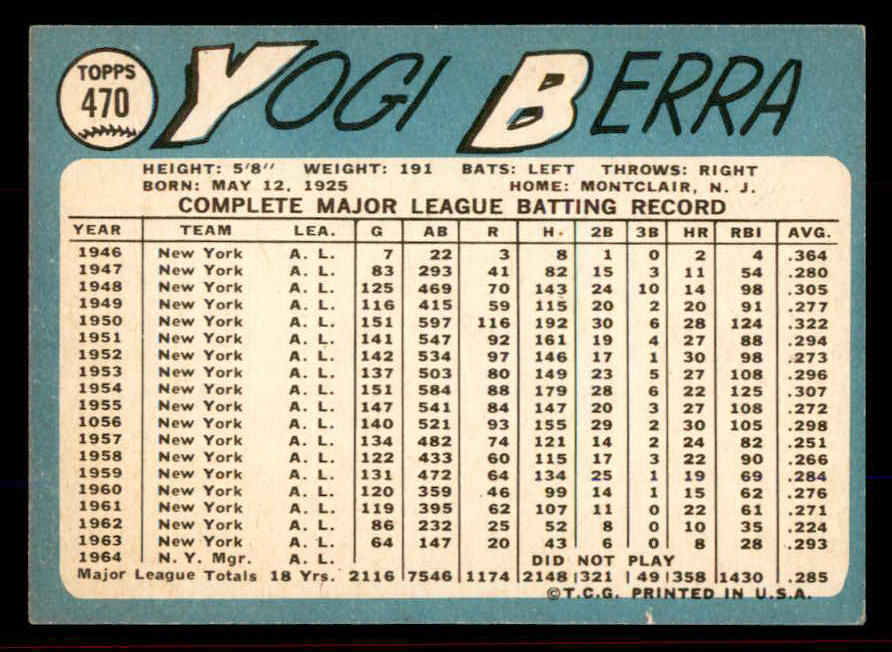 TOPPS
470
YOGI BERRA
HEIGHT: 5'8" WEIGHT: 191 BATS: LEFT THROWS: RIGHT
BORN: MAY 12, 1925 HOME: MONTCLAIR, N. J.
COMPLETE MAJOR LEAGUE BATTING RECORD
YEAR TEAM LEA. G AB R H. 2B 3B HR RBI AVG.
1946 New York A. L. 7 22 3 8 1 0 2 4 .364
1947 New York A. L. 83 293 41 82 15 3 11 54 .280
1948 New York A. L. 125 469 70 143 24 10 14 98 .305
1949 New York A. L. 116 415 59 115 20 2 20 91 .277
1950 New York A. L. 151 597 116 192 30 6 28 124 .322
1951 New York A. L. 141 547 92 161 19 4 27 88 .294
1952 New York A. L. 142 534 97 146 17 1 30 98 .273
1953 New York A. L. 137 503 80 149 23 5 27 108 .296
1954 New York A. L. 151 584 88 179 28 6 22 125 .307
1955 New York A. L. 147 541 84 147 20 3 27 108 .272
1056 New York A. L. 140 521 93 155 29 2 30 105 .298
1957 New York A. L. 134 482 74 121 14 2 24 82 .251
1958 New York A. L. 122 433 60 115 17 3 22 90 .266
1959 New York A. L. 131 472 64 134 25 1 19 69 .284
1960 New York A. L. 120 359 46 99 14 1 15 62 .276
1961 New York A. L. 119 395 62 107 11 0 22 61 .271
1962 New York A. L. 86 232 25 52 8 0 10 35 .224
1963 New York A. L. 64 147 20 43 6 0 8 28 .293
1964 N. Y. Mgr. A. L. DID NOT PLAY
Major League Totals 18 Yrs. 2116 7546 1174 2148 321 49 358 1430 .285
©T.C.G. PRINTED IN U.S.A.